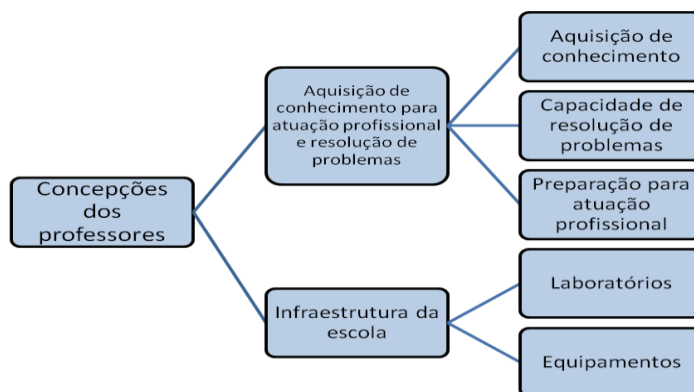 Concepções
dos
professores
Aquisição de
conhecimento para
atuação profissional
e resolução de
problemas
Aquisição de
conhecimento
Capacidade de
resolução de
problemas
Preparação para
atuação
profissional
Infraestrutura da
escola
Laboratórios
Equipamentos